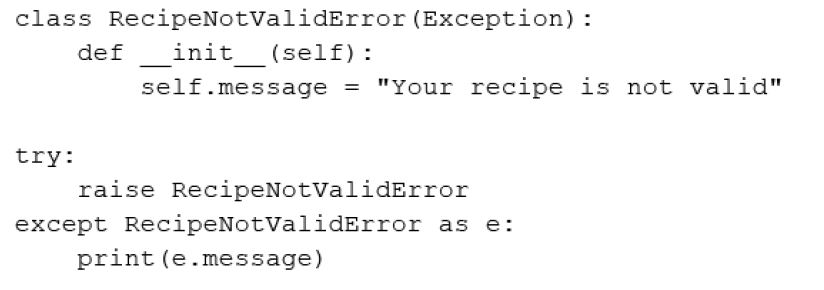 class RecipeNotValidError(Exception):
    def __init__(self):
        self.message = "Your recipe is not valid"

try:
    raise RecipeNotValidError
except RecipeNotValidError as e:
    print(e.message)